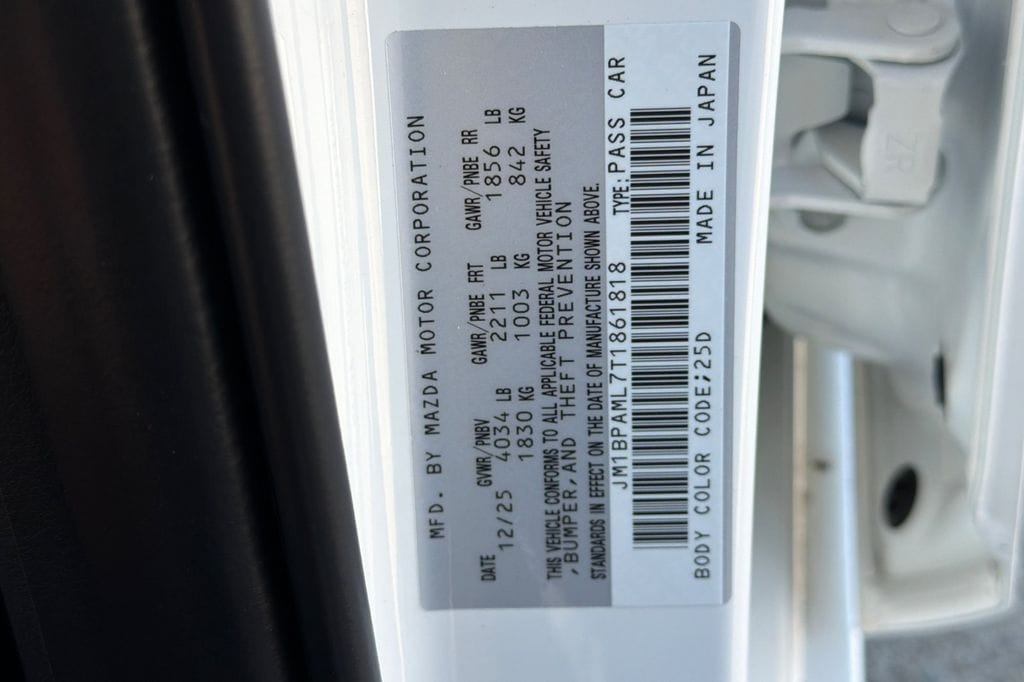 MFD. BY MAZDA MOTOR CORPORATION
DATE GVWR/PNBV GAWR/PNBE FRT GAWR/PNBE RR
12/25 4034 LB 2211 LB 1856 LB
1830 KG 1003 KG 842 KG
THIS VEHICLE CONFORMS TO ALL APPLICABLE FEDERAL MOTOR VEHICLE SAFETY
,BUMPER,AND THEFT PREVENTION
STANDARDS IN EFFECT ON THE DATE OF MANUFACTURE SHOWN ABOVE.
JM1BPAML7T1861818 TYPE:PASS CAR
BODY COLOR CODE;25D MADE IN JAPAN